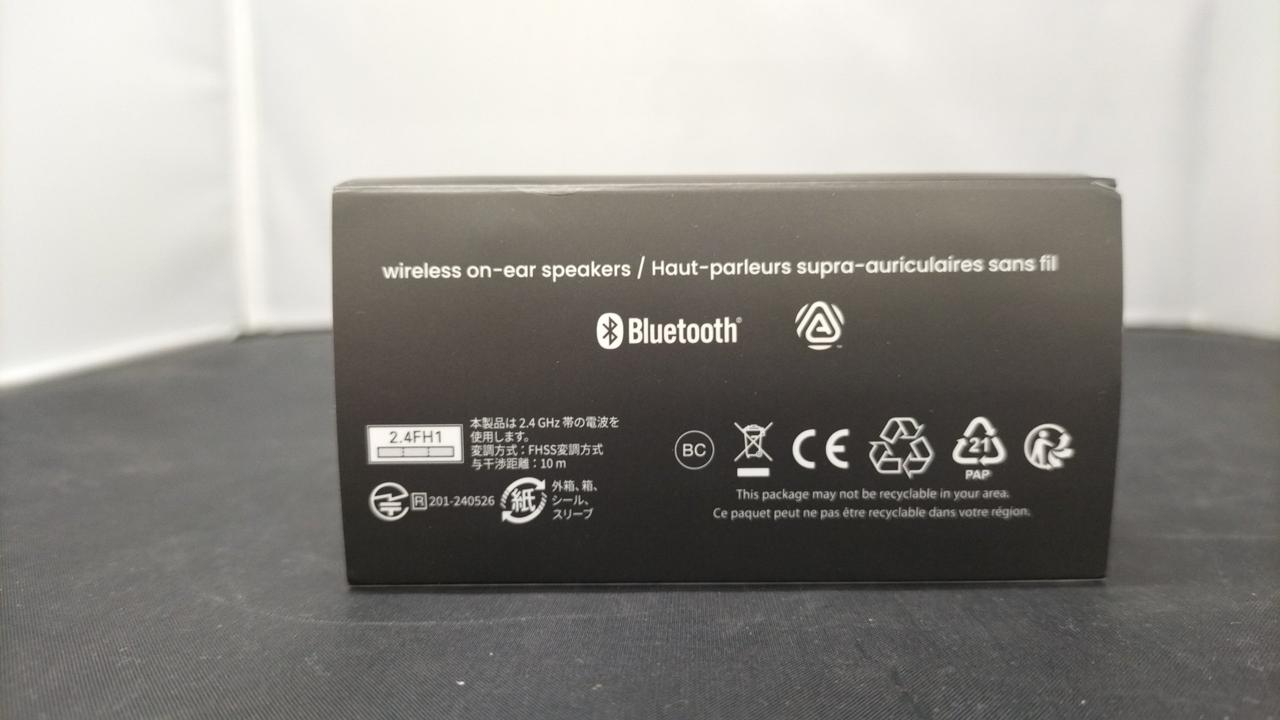 wireless on-ear speakers / Haut-parleurs supra-auriculaires sans fil
Bluetooth®
2.4FH1
本製品は 2.4 GHz 帯の電波を
使用します。
変調方式：FHSS変調方式
与干渉距離：10 m
R 201-240526
紙
外箱、箱、
シール、
スリーブ
BC
CE
21
PAP
This package may not be recyclable in your area.
Ce paquet peut ne pas être recyclable dans votre région.